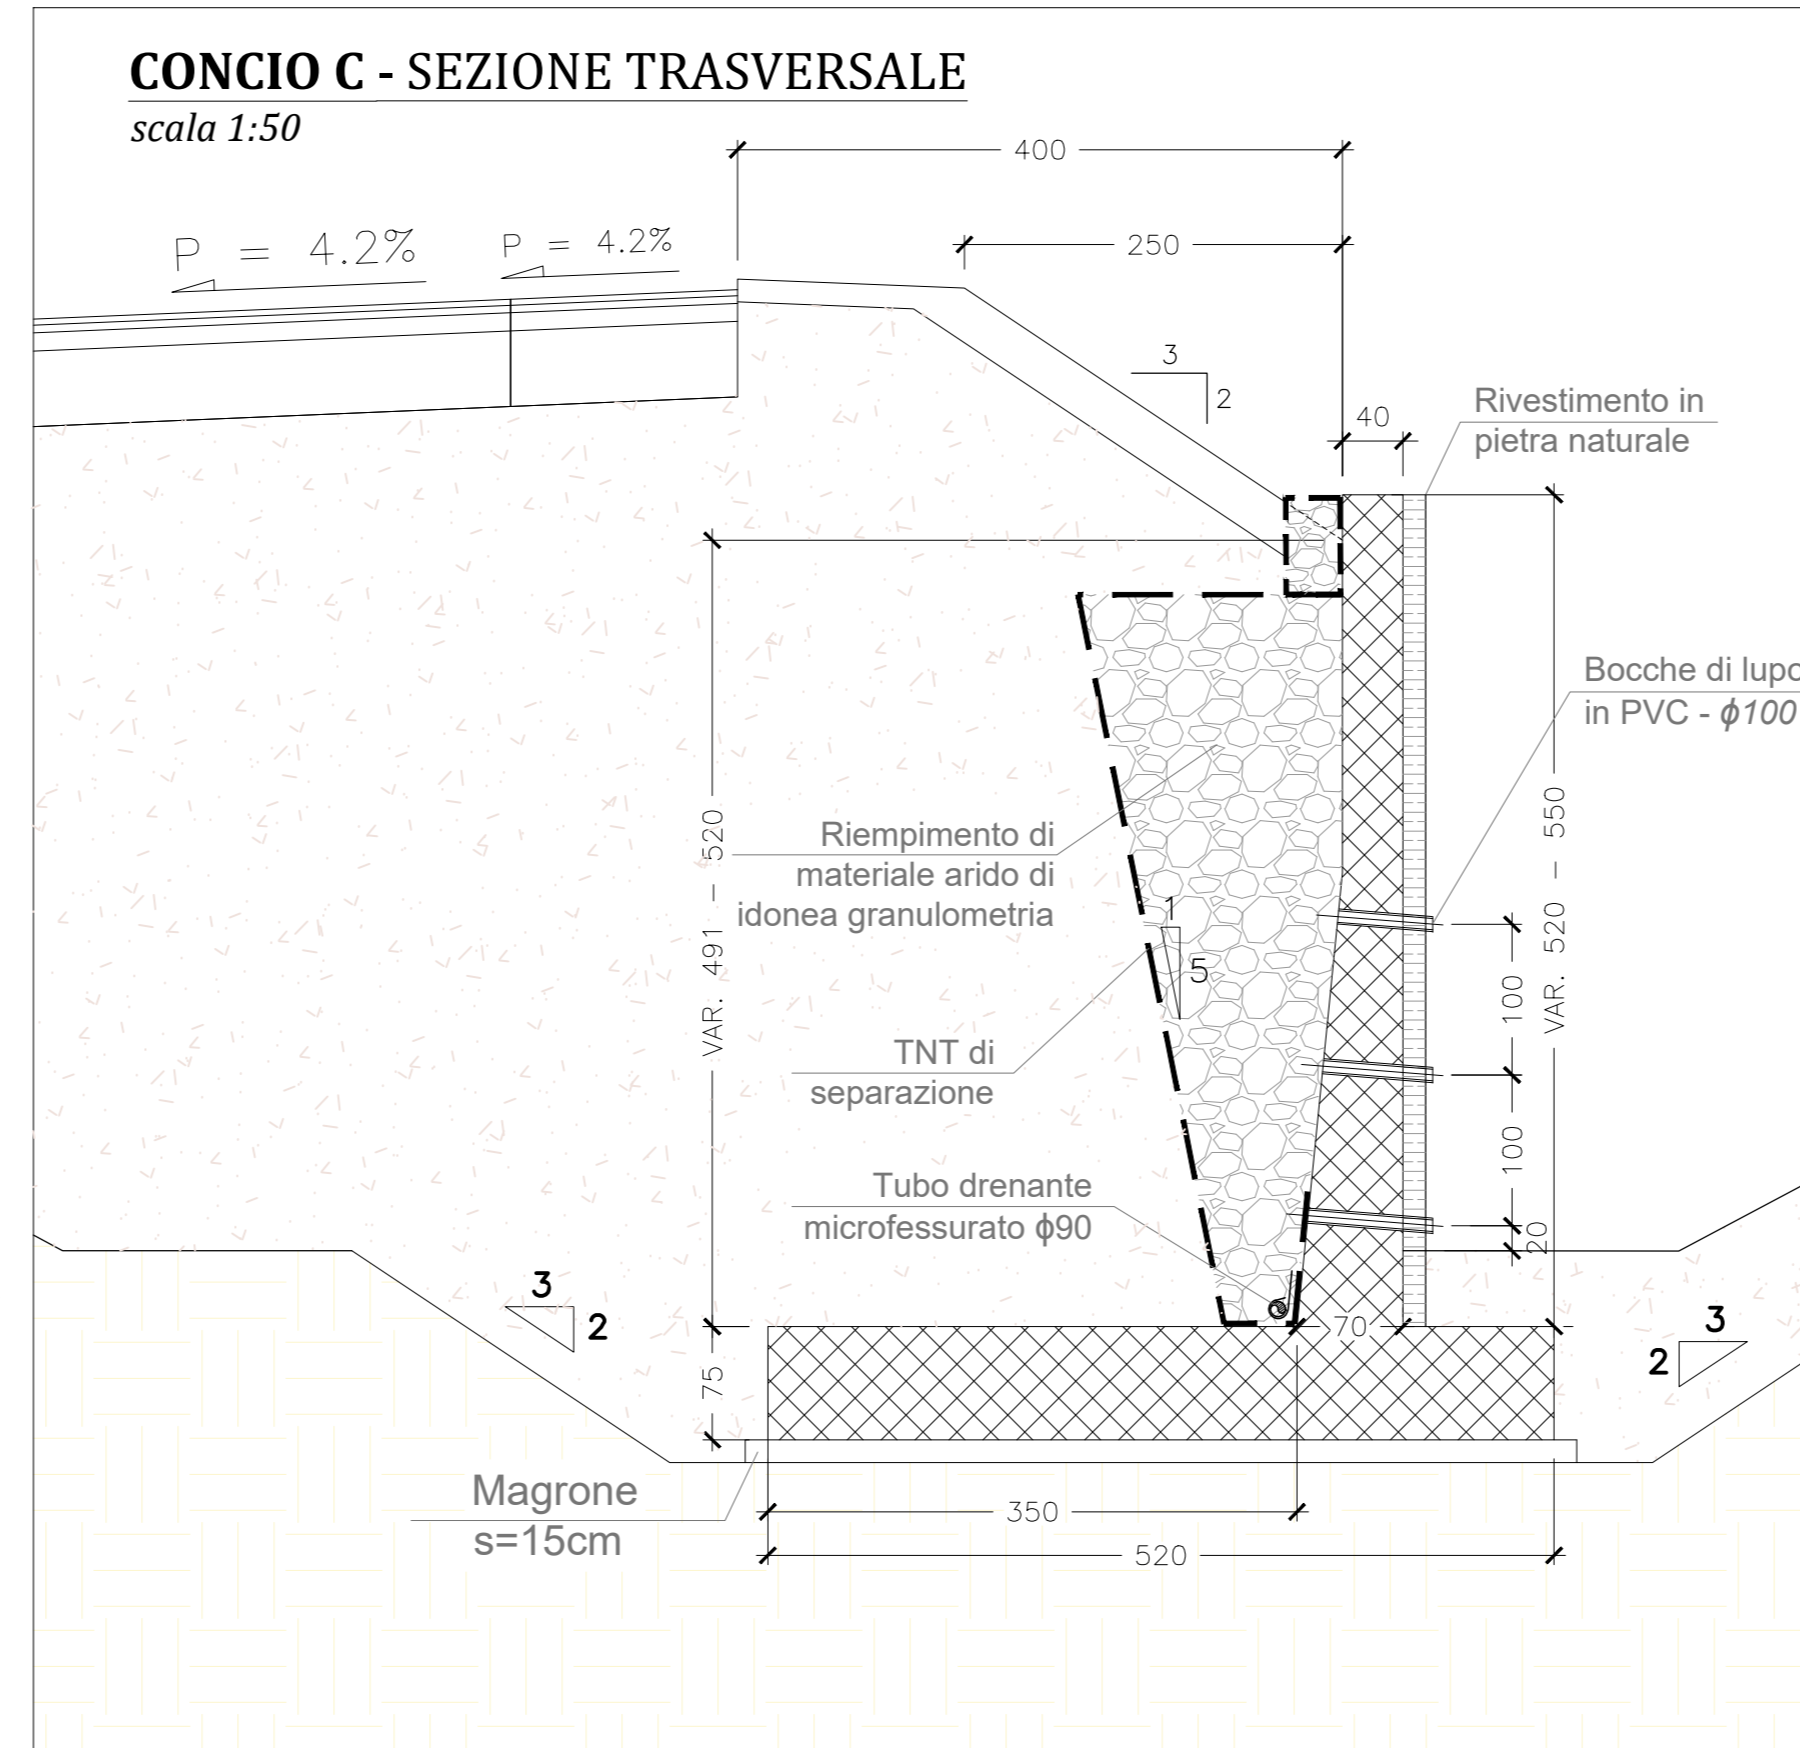 CONCIO C - SEZIONE TRASVERSALE
scala 1:50
400
250
P = 4.2%
P = 4.2%
3
2
40
Rivestimento in
pietra naturale
Bocche di lupo
in PVC - ϕ100
Riempimento di
materiale arido di
idonea granulometria
VAR. 491 - 520
VAR. 520 - 550
1
5
100
TNT di
separazione
100
Tubo drenante
microfessurato ϕ90
20
3
2
70
3
2
75
Magrone
s=15cm
350
520